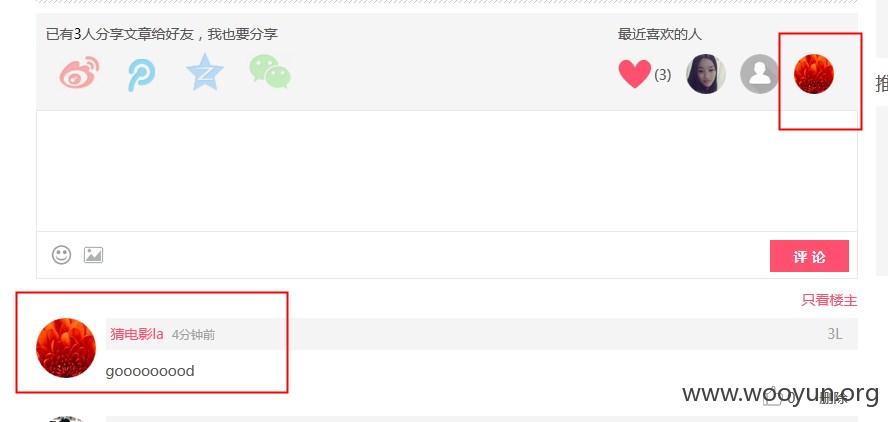 已有3人分享文章给好友，我也要分享
最近喜欢的人
(3)
推
评 论
只看楼主
猜电影la 4分钟前
3L
gooooooood
www.wooyun.org
0
删除